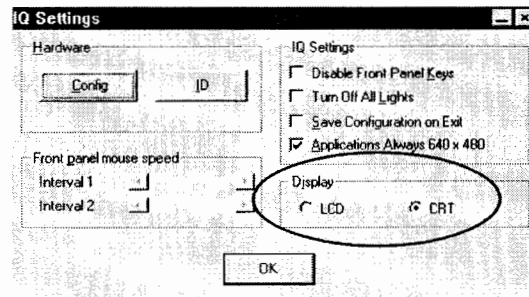 IQ Settings
Hardware
Config
ID
IQ Settings
Disable Front Panel Keys
Turn Off All Lights
Save Configuration on Exit
Applications Always 640 x 480
Front panel mouse speed
Interval 1
Interval 2
Display
LCD
CRT
OK